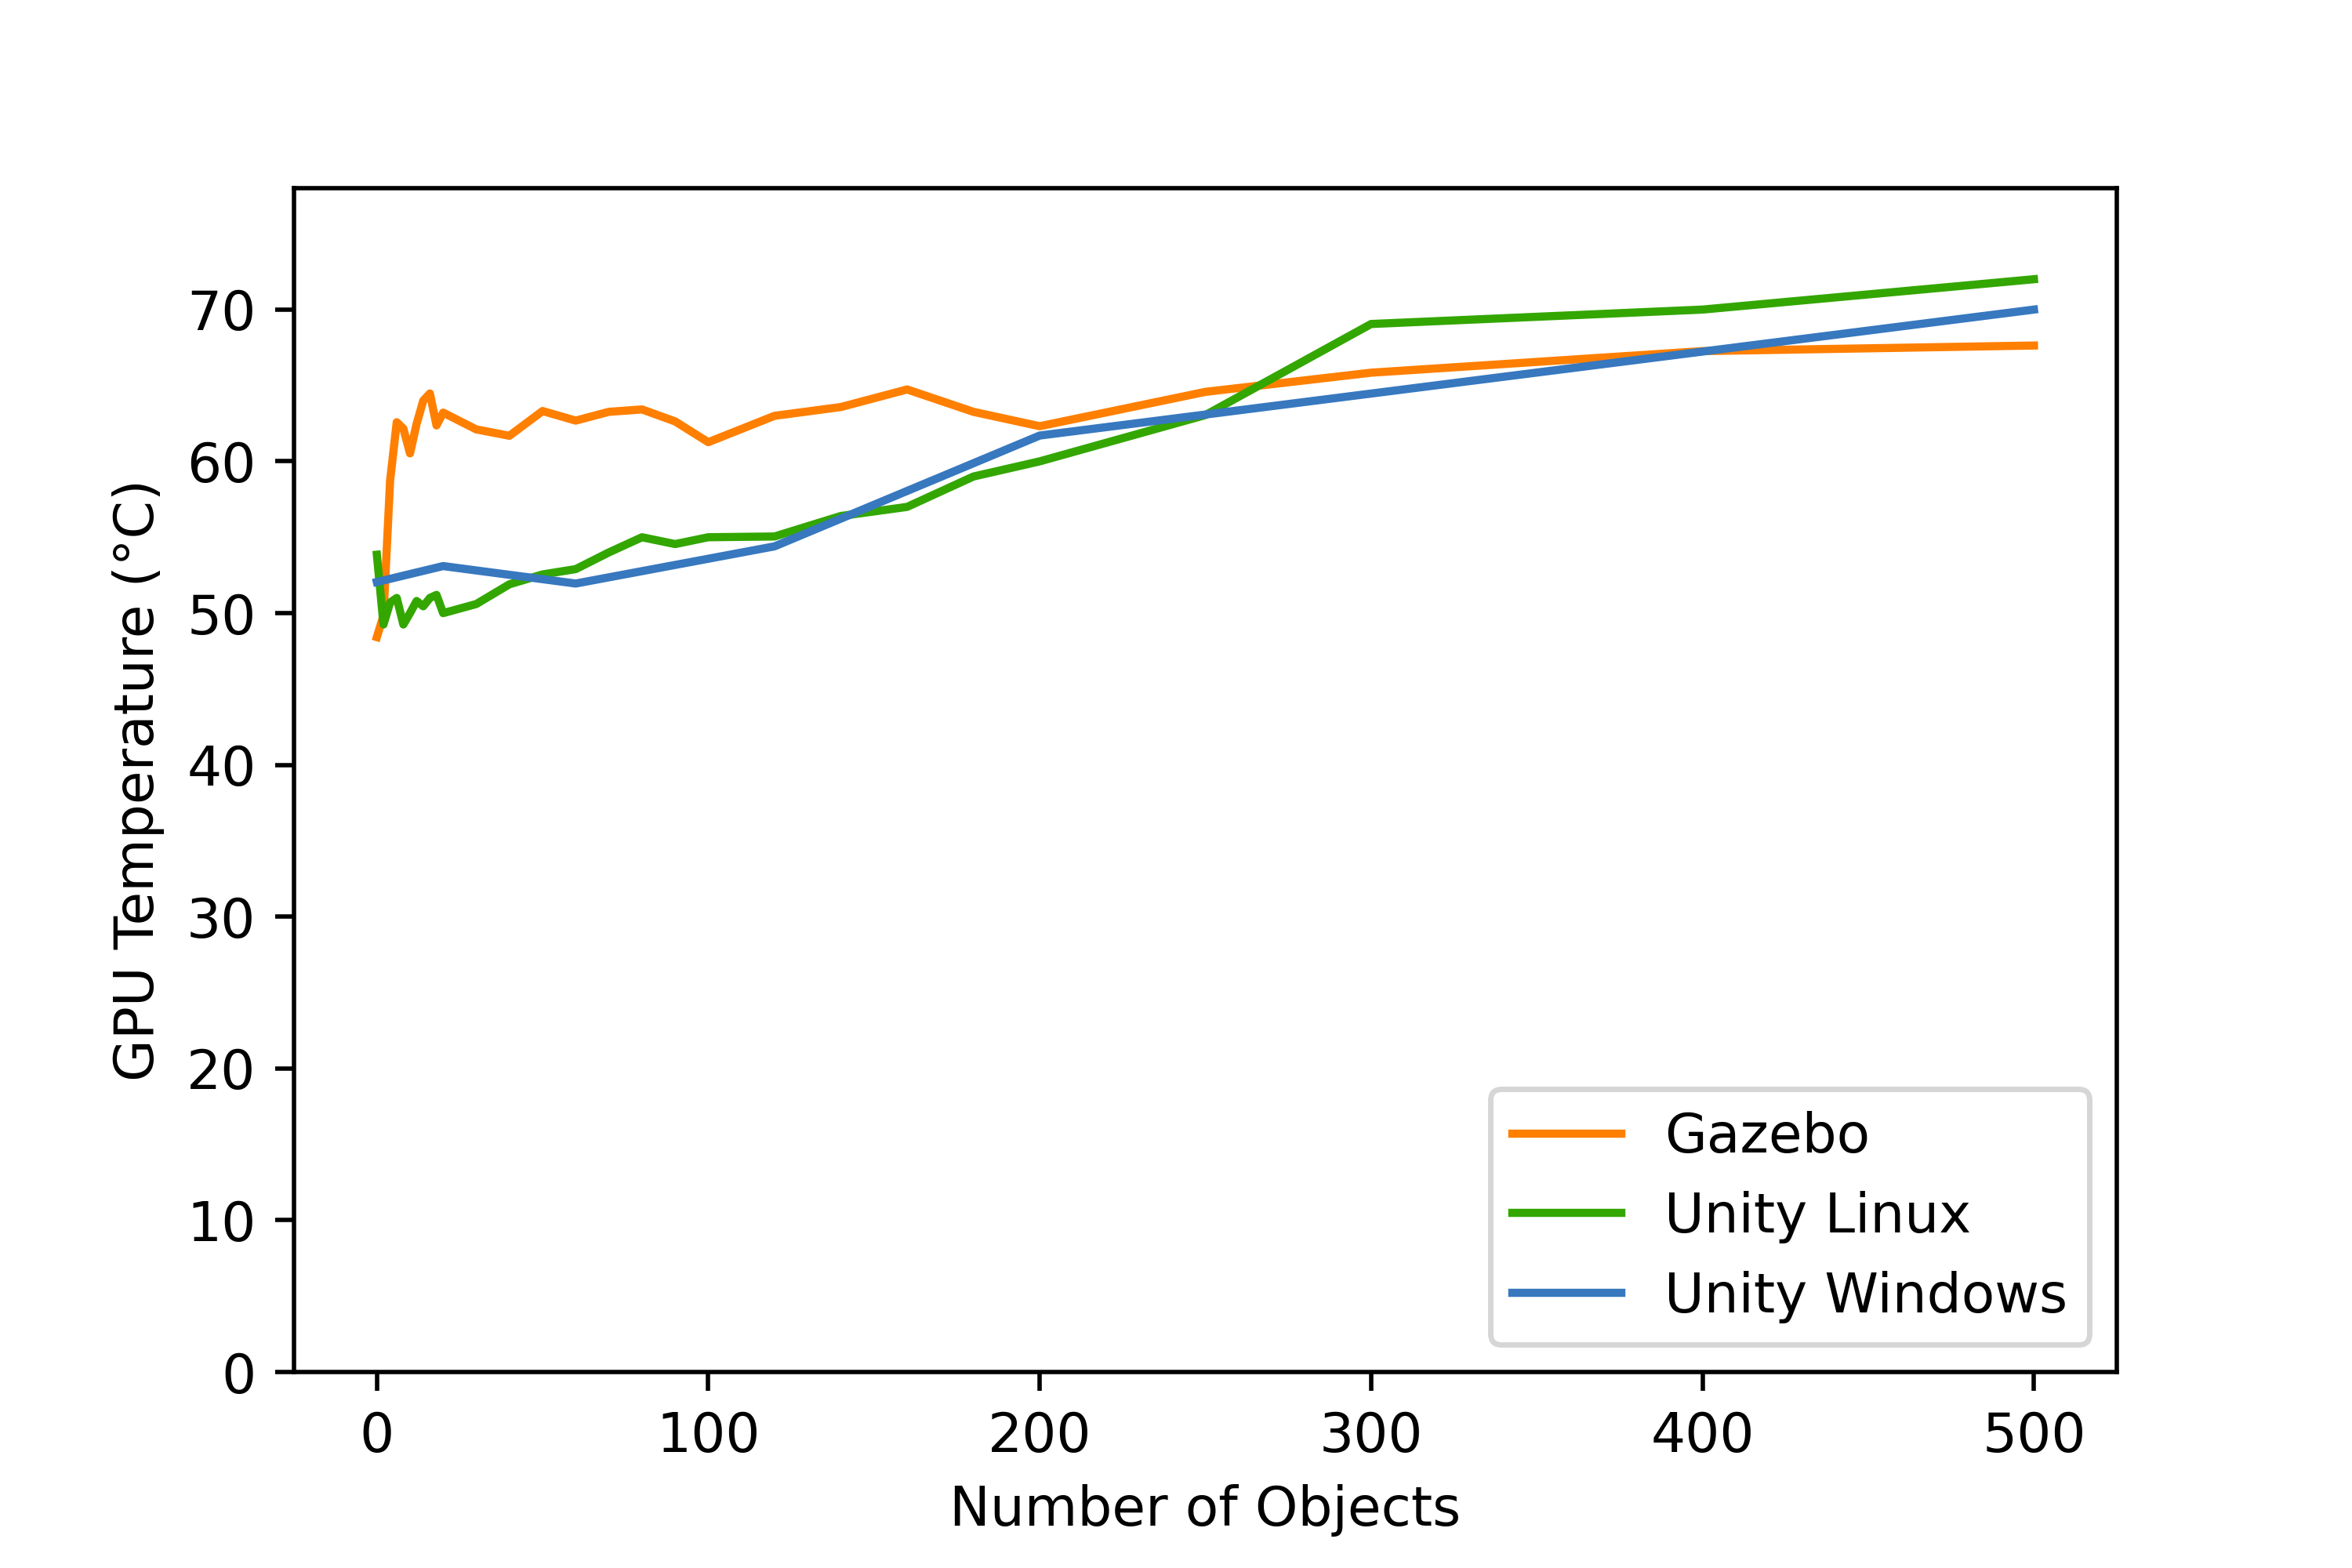 70
60
50
40
30
20
10
0
GPU Temperature (°C)
0 100 200 300 400 500
Number of Objects
Gazebo
Unity Linux
Unity Windows